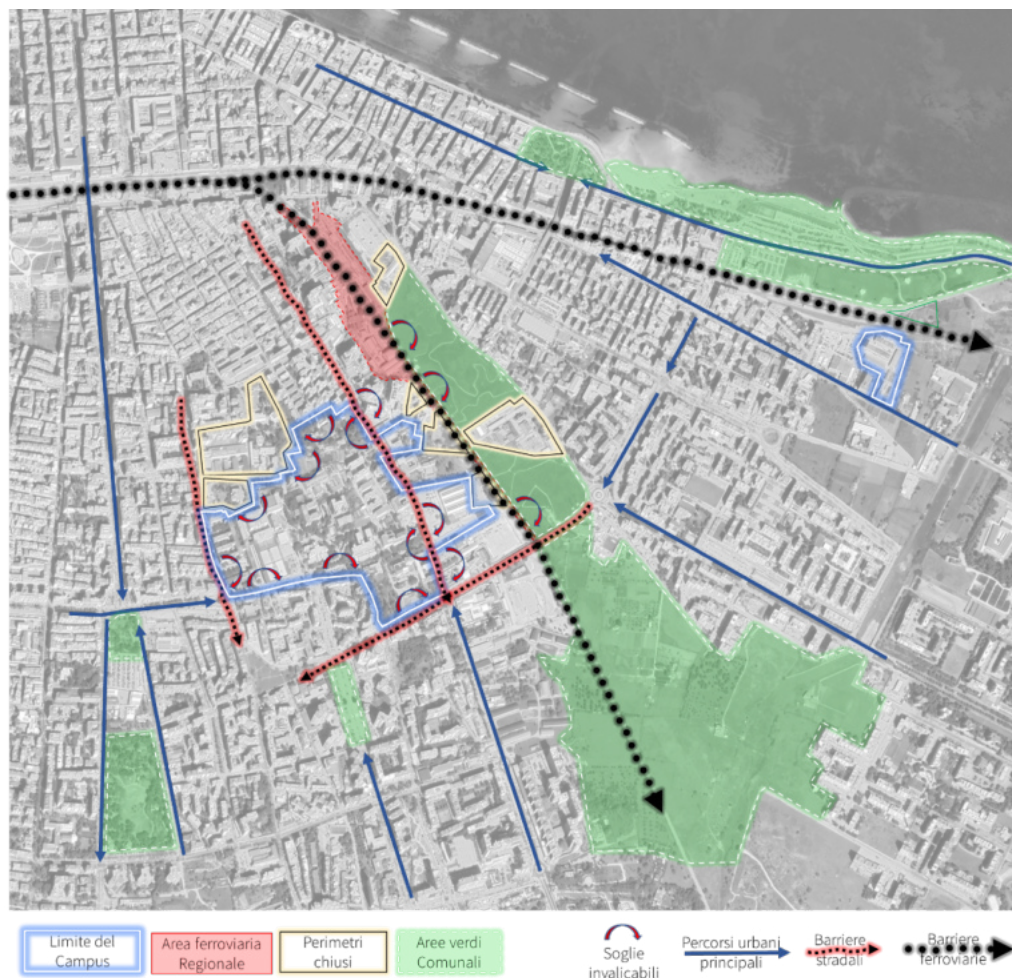 Limite del
Campus
Area ferroviaria
Regionale
Perimetri
chiusi
Aree verdi
Comunali
Soglie
invalicabili
Percorsi urbani
principali
Barriere
stradali
Barriere
ferroviarie